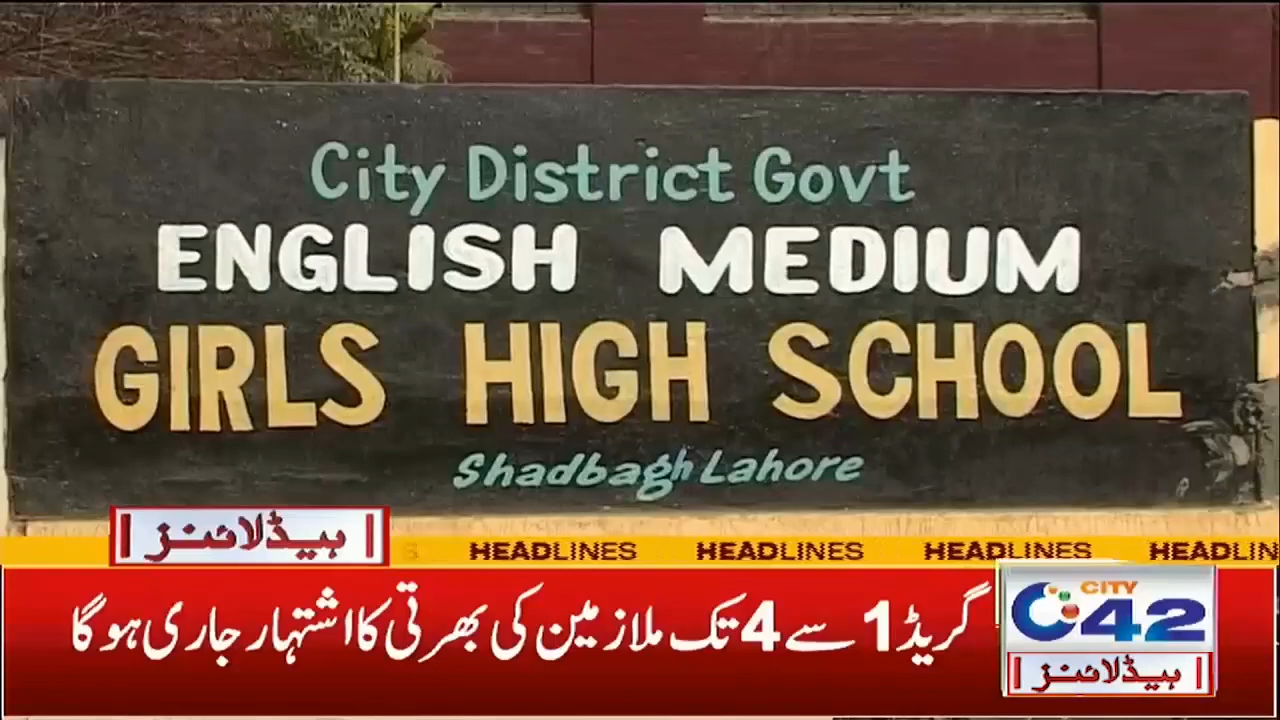 City District Govt
ENGLISH MEDIUM
GIRLS HIGH SCHOOL
Shadbagh Lahore
ہیڈلائنز
HEADLINES HEADLINES HEADLINES HEADLIN
گریڈ 1 سے 4 تک ملازمین کی بھرتی کا اشتہار جاری ہوگا
CITY
42
ہیڈلائنز